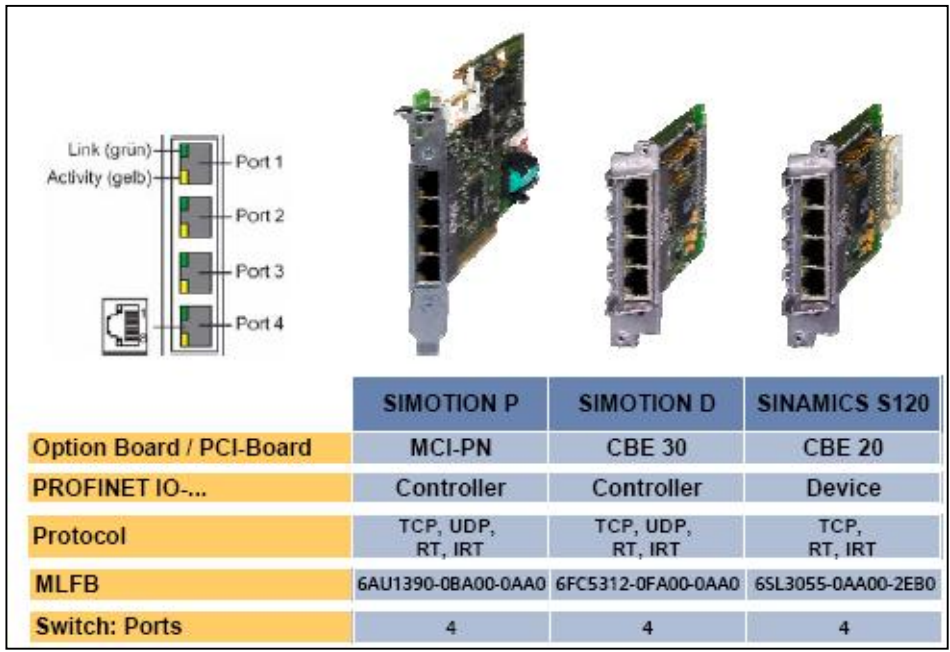 Link (grün)
Activity (gelb)
Port 1
Port 2
Port 3
Port 4
SIMOTION P SIMOTION D SINAMICS S120
Option Board / PCI-Board MCI-PN CBE 30 CBE 20
PROFINET IO-... Controller Controller Device
Protocol TCP, UDP, TCP, UDP, TCP,
RT, IRT RT, IRT RT, IRT
MLFB 6AU1390-0BA00-0AA0 6FC5312-0FA00-0AA0 6SL3055-0AA00-2EB0
Switch: Ports 4 4 4